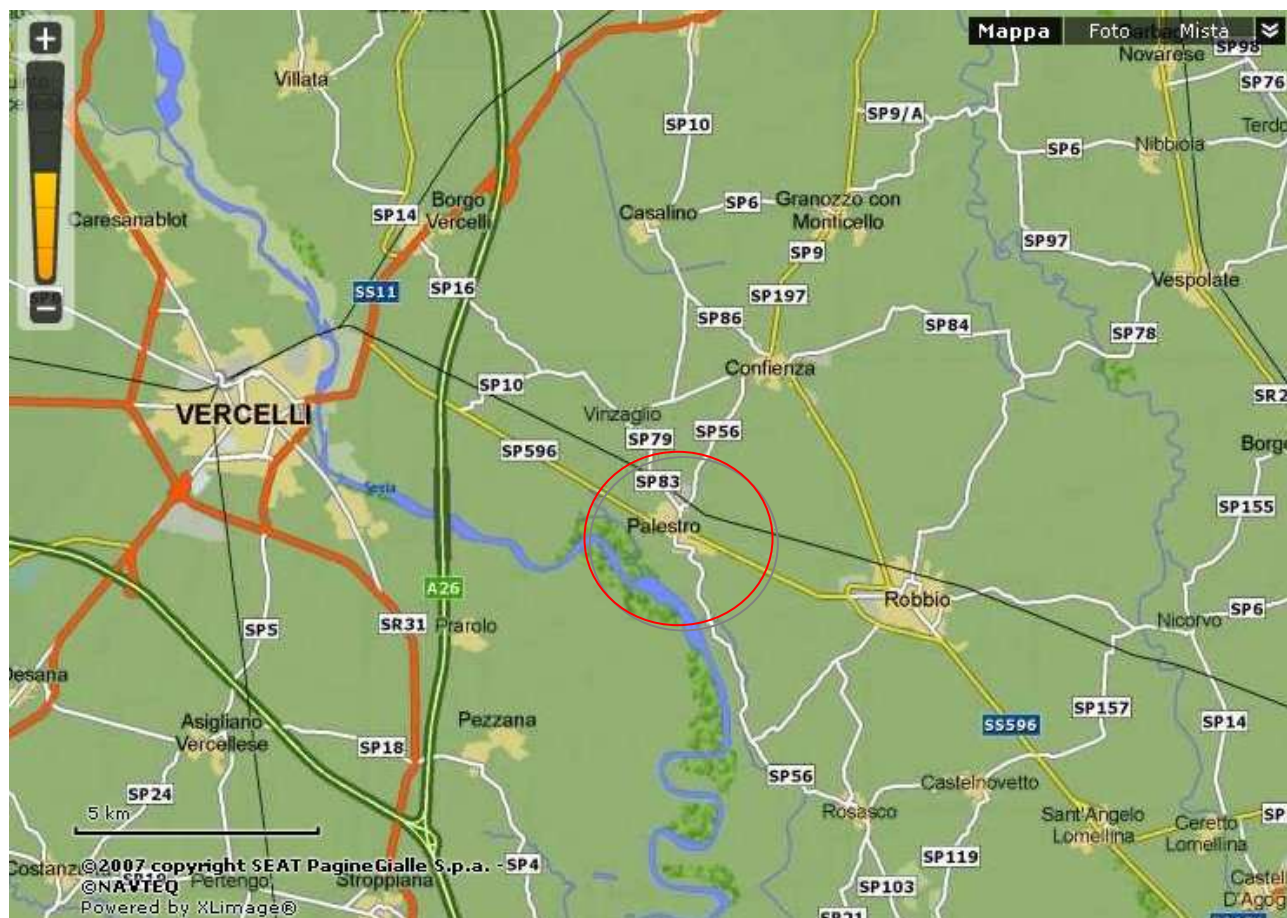 Mappa Foto Mista
Novarese
SP98
SP76
Villata
SP10
SP9/A
SP6
Nibbiola
Caresanablot
SP14
Borgo
Vercelli
Casalino
SP6
Granozzo con
Monticello
SP9
SP97
Vespolate
SS11
SP16
SP197
SP86
SP84
SP78
Confienza
SP10
VERCELLI
Vinzaglio
SP79
SP56
SP596
SP83
Sesia
Palestro
SP155
A26
Robbio
SP5
SR31
Prarolo
Nicorvo
SP6
Desana
Asigliano
Vercellese
SP18
Pezzana
SS596
SP157
SP14
SP24
SP56
Rosasco
Castelnovetto
Sant'Angelo
Lomellina
Ceretto
Lomellina
5 km
©2007 copyright SEAT PagineGialle S.p.a. -
©NAVTEQ
Powered by XLimage®
Pertengo
Stroppiana
SP4
SP119
SP103
SP21
D'Agog